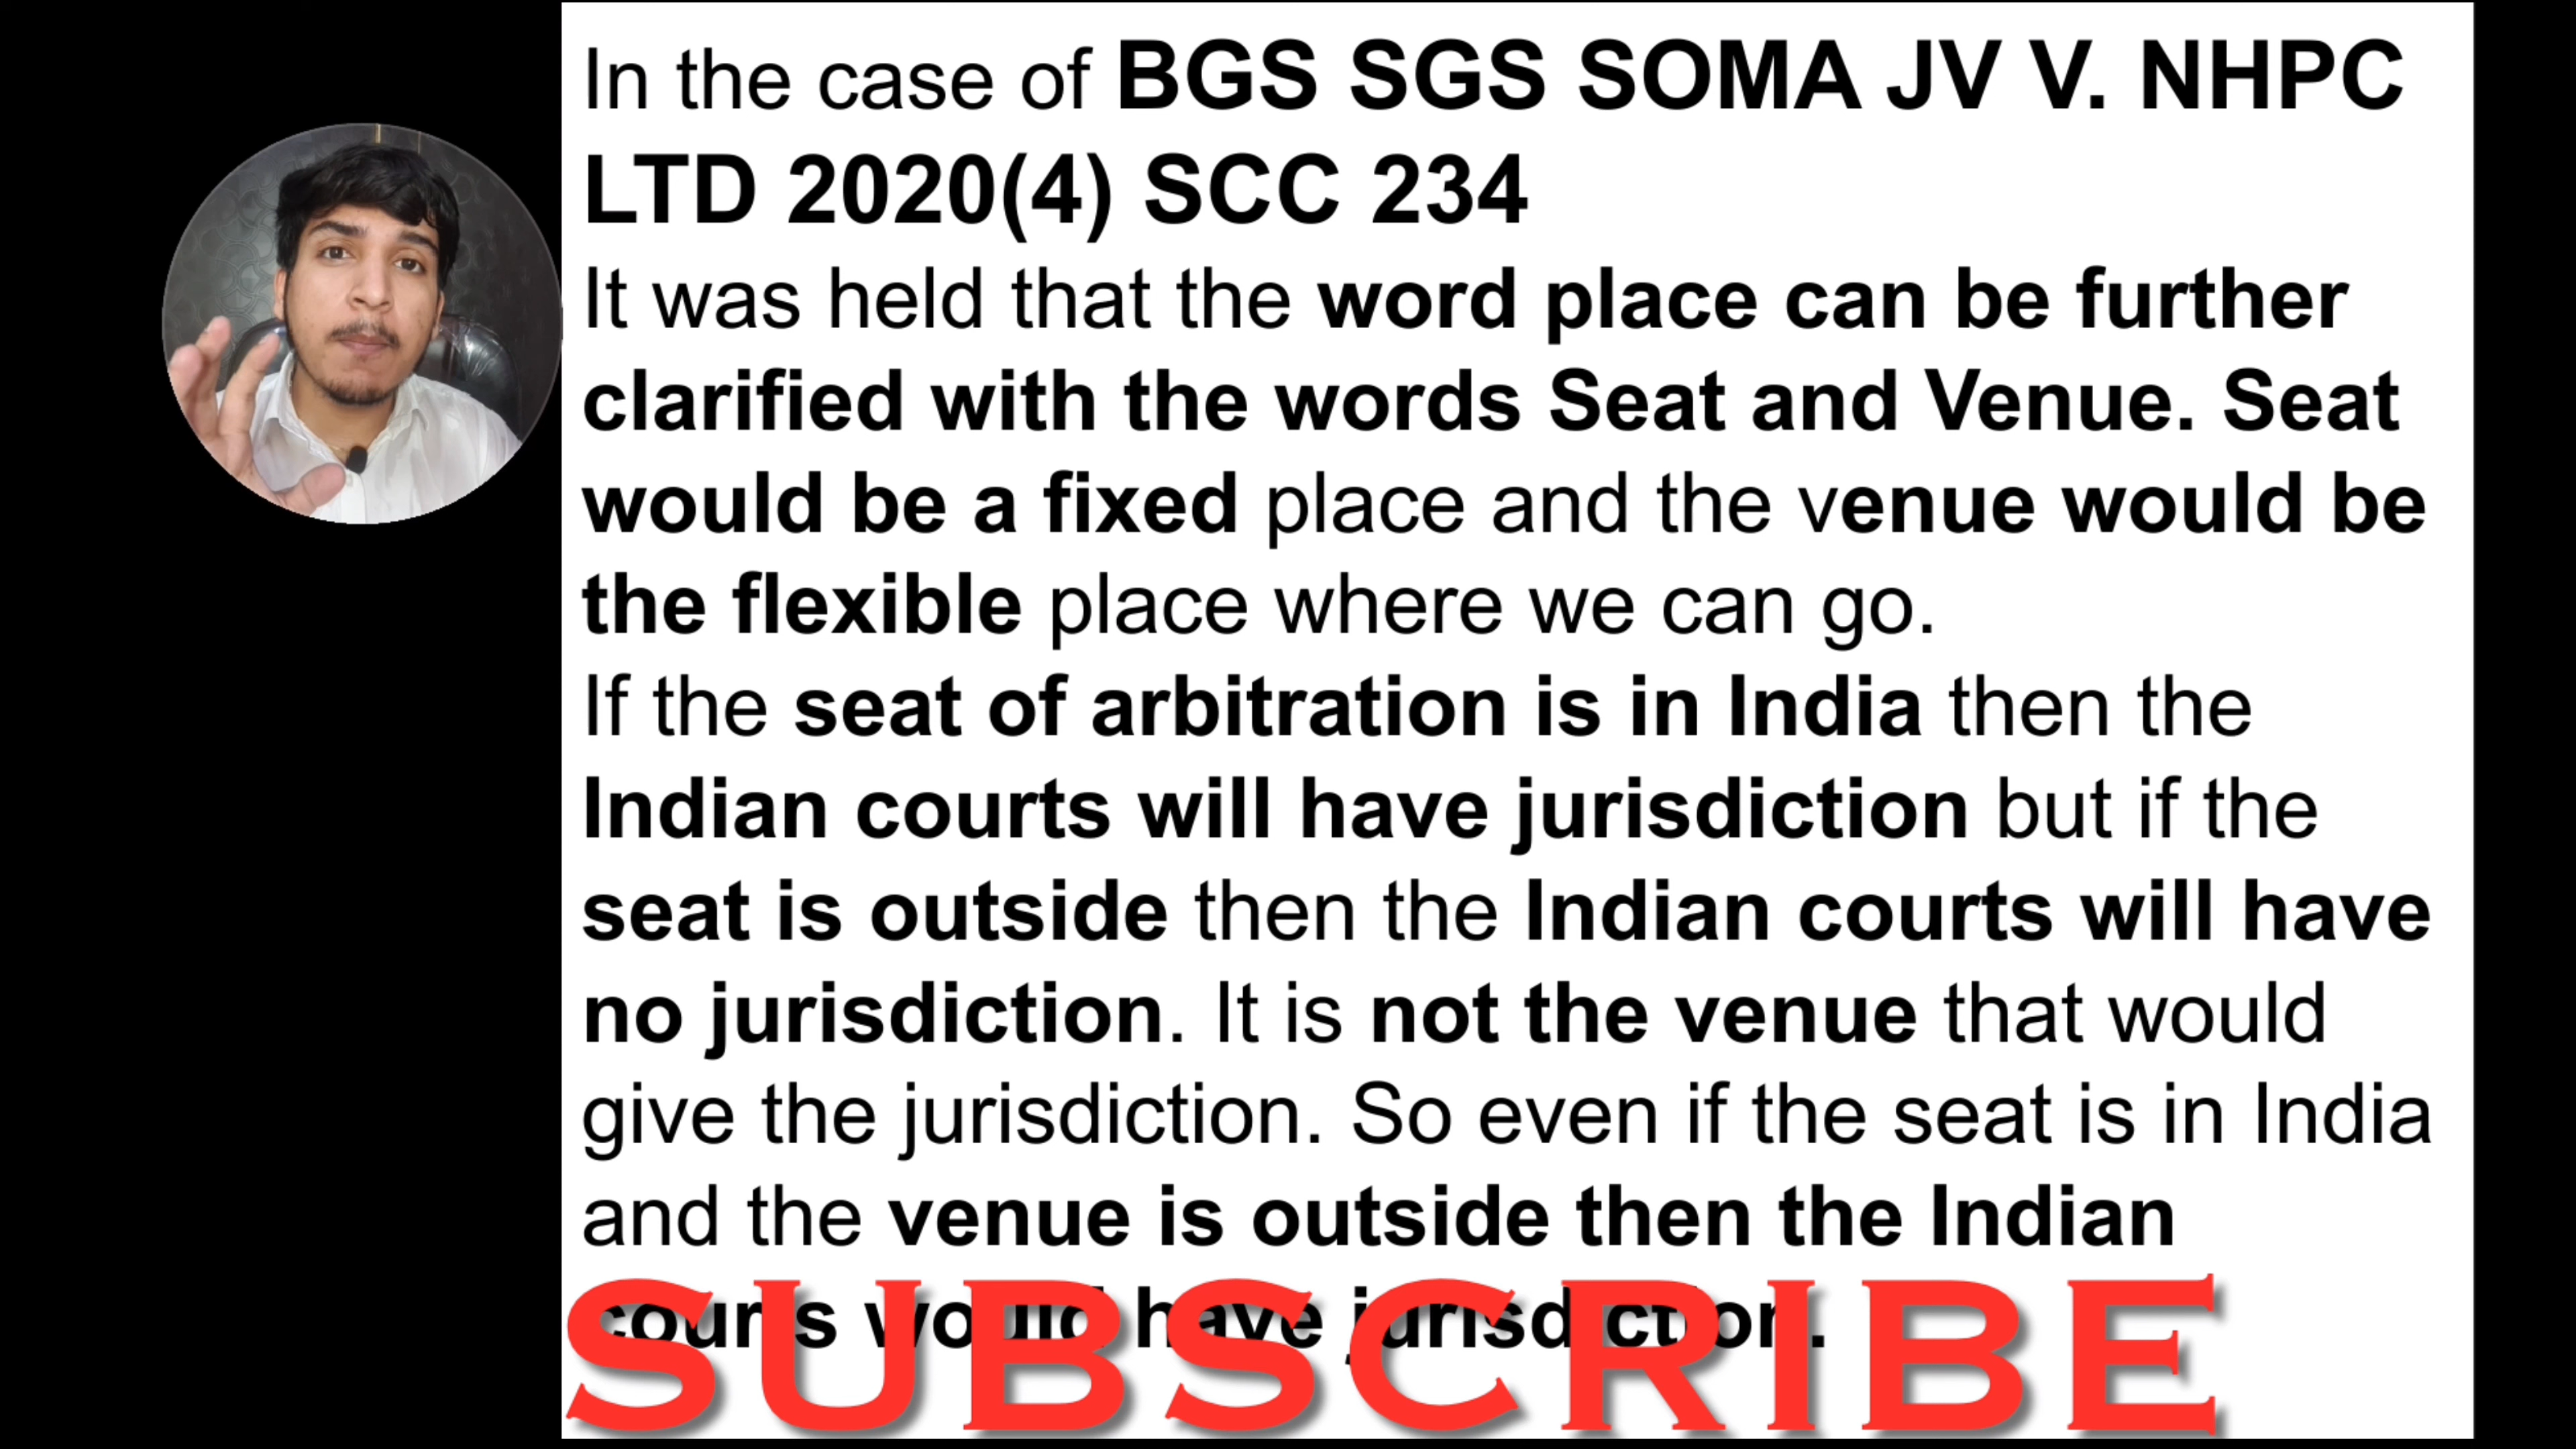 In the case of BGS SGS SOMA JV V. NHPC
LTD 2020(4) SCC 234
It was held that the word place can be further
clarified with the words Seat and Venue. Seat
would be a fixed place and the venue would be
the flexible place where we can go.
If the seat of arbitration is in India then the
Indian courts will have jurisdiction but if the
seat is outside then the Indian courts will have
no jurisdiction. It is not the venue that would
give the jurisdiction. So even if the seat is in India
and the venue is outside then the Indian
courts would have jurisdiction.
SUBSCRIBE